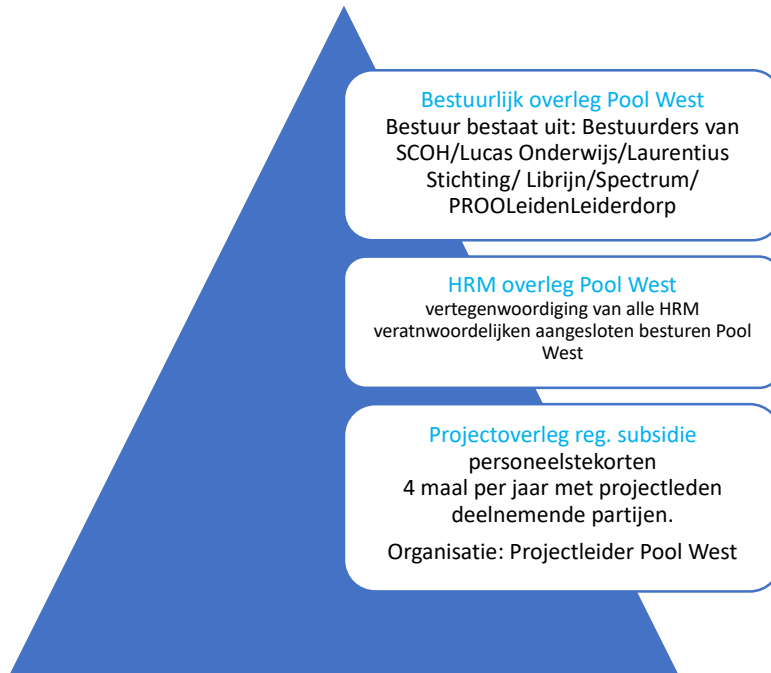 Bestuurlijk overleg Pool West
Bestuur bestaat uit: Bestuurders van
SCOH/Lucas Onderwijs/Laurentius
Stichting/ Librijn/Spectrum/
PROOLeidenLeiderdorp
HRM overleg Pool West
vertegenwoordiging van alle HRM
veratnwoordelijken aangesloten besturen Pool
West
Projectoverleg reg. subsidie
personeelstekorten
4 maal per jaar met projectleden
deelnemende partijen.
Organisatie: Projectleider Pool West